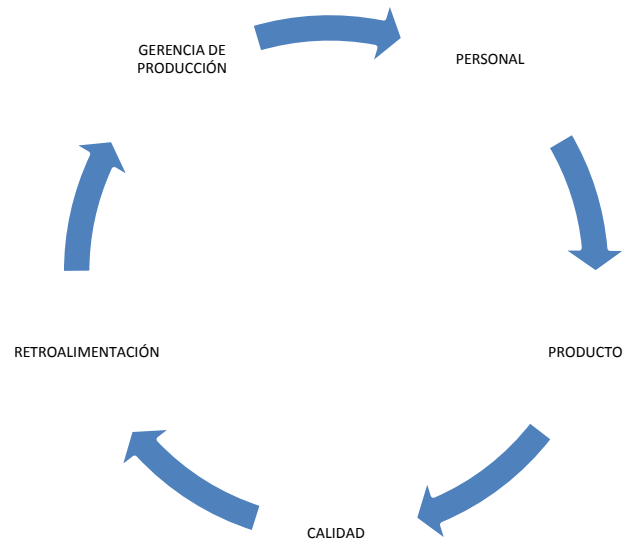 GERENCIA DE
PRODUCCIÓN
PERSONAL
PRODUCTO
CALIDAD
RETROALIMENTACIÓN